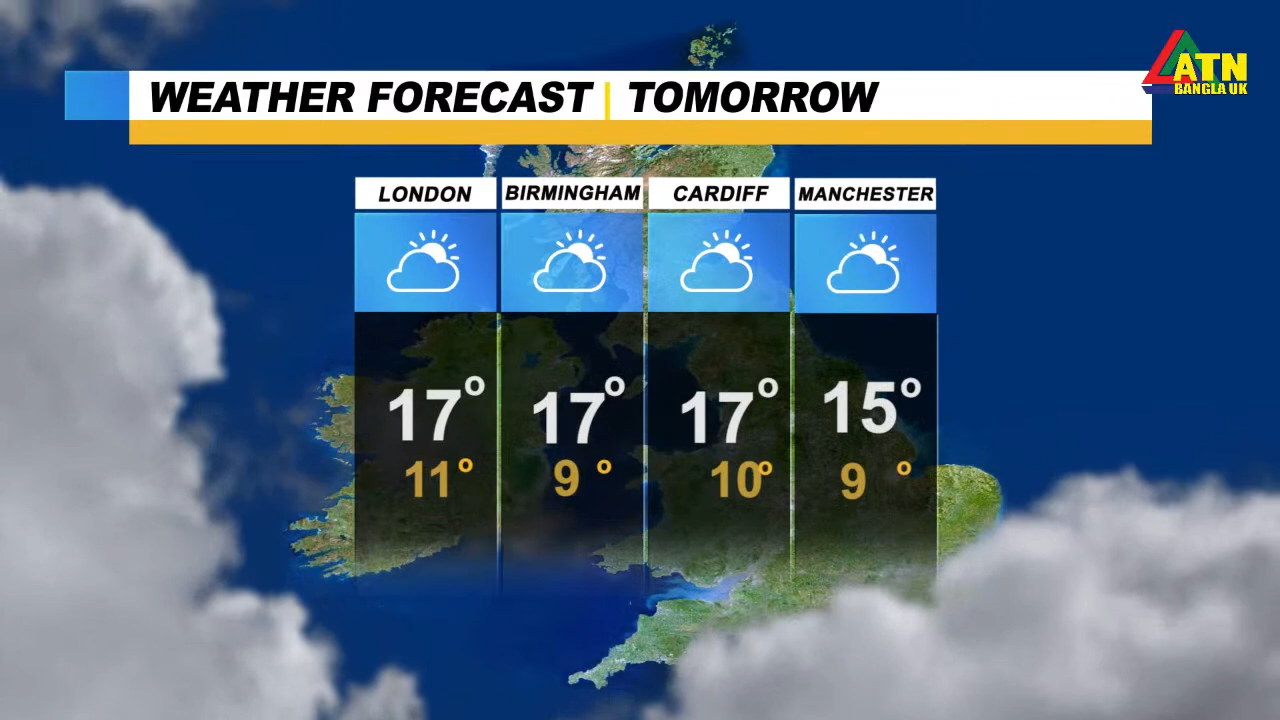 WEATHER FORECAST | TOMORROW
ATN
BANGLA UK
LONDON BIRMINGHAM CARDIFF MANCHESTER
17° 17° 17° 15°
11° 9° 10° 9°